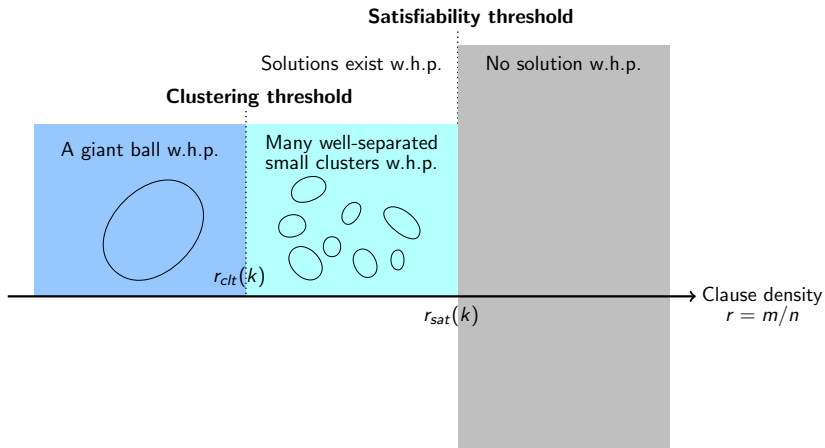 Satisfiability threshold
Solutions exist w.h.p.
No solution w.h.p.
Clustering threshold
A giant ball w.h.p.
Many well-separated
small clusters w.h.p.
r_clt(k)
r_sat(k)
Clause density
r = m/n